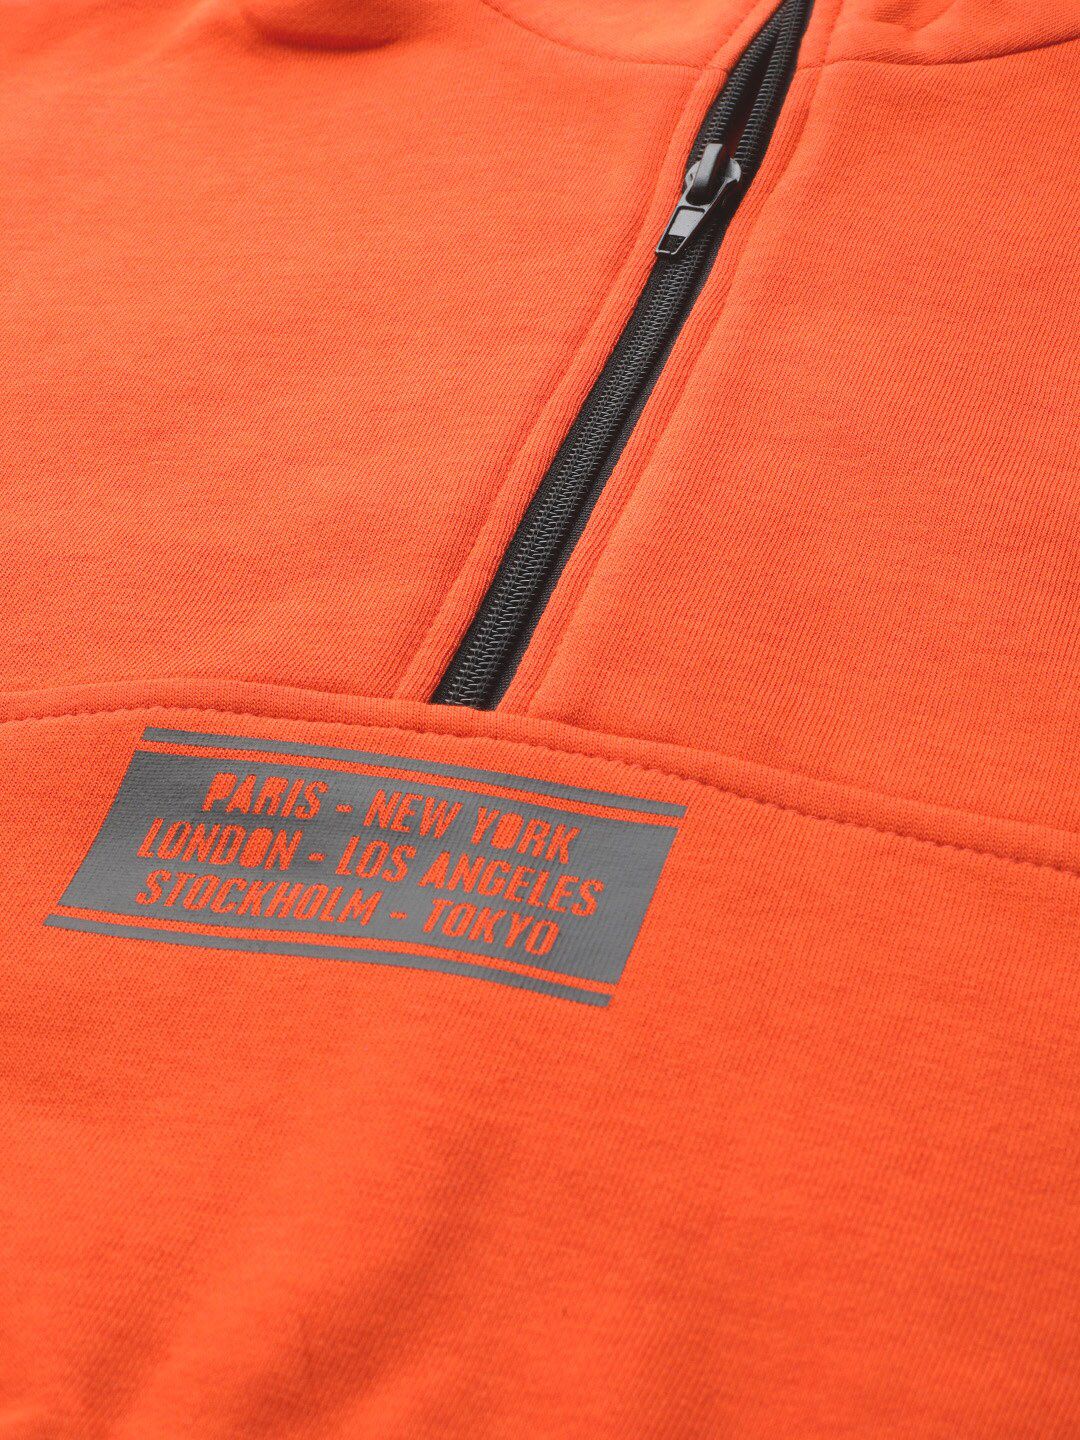 PARIS - NEW YORK
LONDON - LOS ANGELES
STOCKHOLM - TOKYO